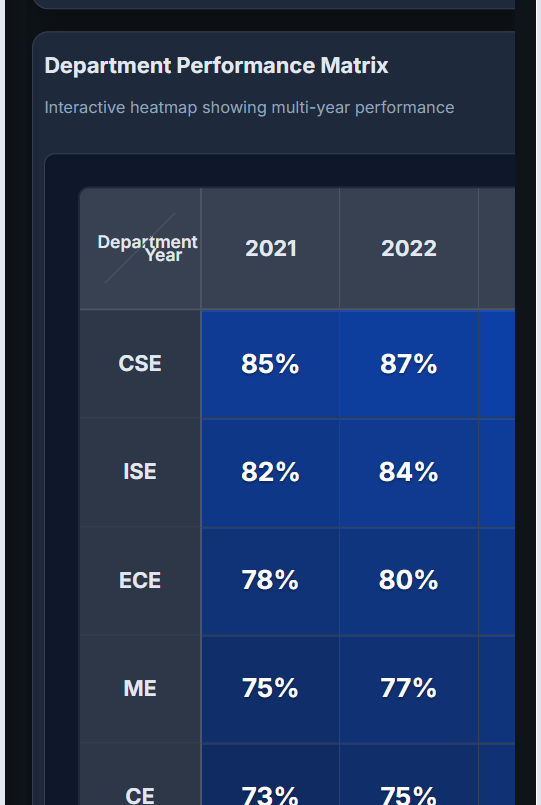 Department Performance Matrix
Interactive heatmap showing multi-year performance
Department
Year
2021 2022
CSE 85% 87%
ISE 82% 84%
ECE 78% 80%
ME 75% 77%
CE 73% 75%